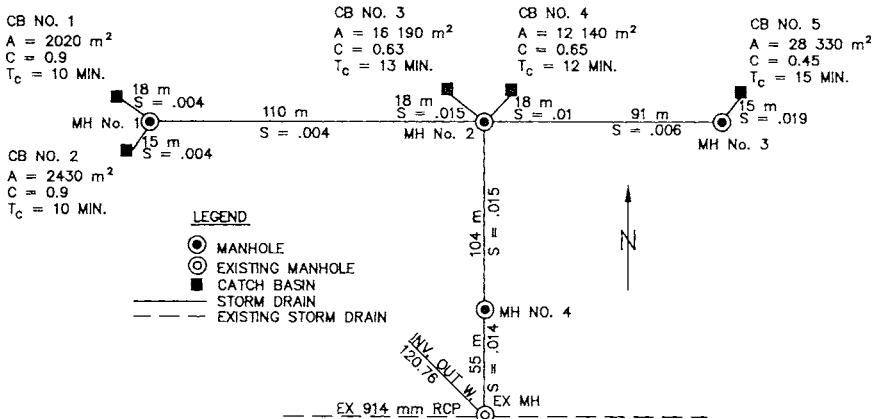 CB NO. 1
A = 2020 m²
C = 0.9
Tc = 10 MIN.
CB NO. 3
A = 16 190 m²
C = 0.63
Tc = 13 MIN.
CB NO. 4
A = 12 140 m²
C = 0.65
Tc = 12 MIN.
CB NO. 5
A = 28 330 m²
C = 0.45
Tc = 15 MIN.
18 m
S = .004
110 m
S = .004
18 m
S = .015
18 m
S = .01
91 m
S = .006
15 m
S = .019
MH No. 1
MH No. 2
MH No. 3
15 m
S = .004
CB NO. 2
A = 2430 m²
C = 0.9
Tc = 10 MIN.
LEGEND
MANHOLE
EXISTING MANHOLE
CATCH BASIN
STORM DRAIN
EXISTING STORM DRAIN
104 m
S = .015
N
MH NO. 4
55 m
S = .014
INV. OUT W.
120.76
EX MH
EX 914 mm RCP